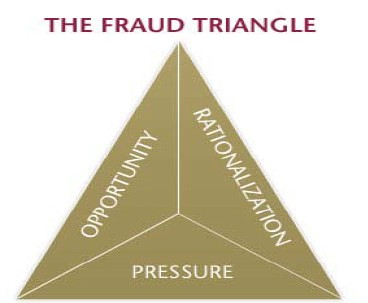 THE FRAUD TRIANGLE
OPPORTUNITY
RATIONALIZATION
PRESSURE